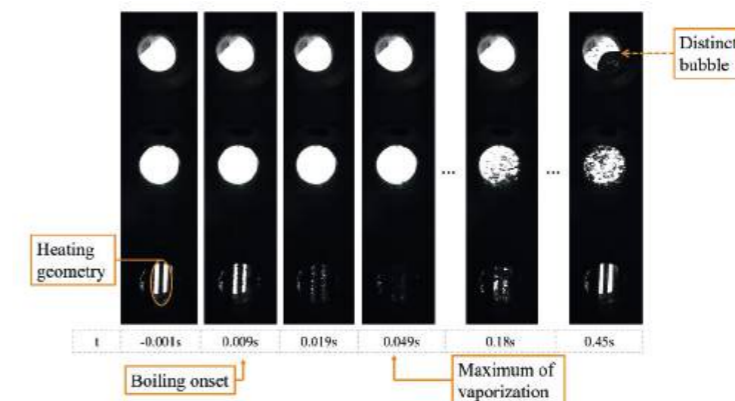 Distinct
bubble
... ...
Heating
geometry
t -0.001s 0.009s 0.019s 0.049s 0.18s 0.45s
Boiling onset
Maximum of
vaporization